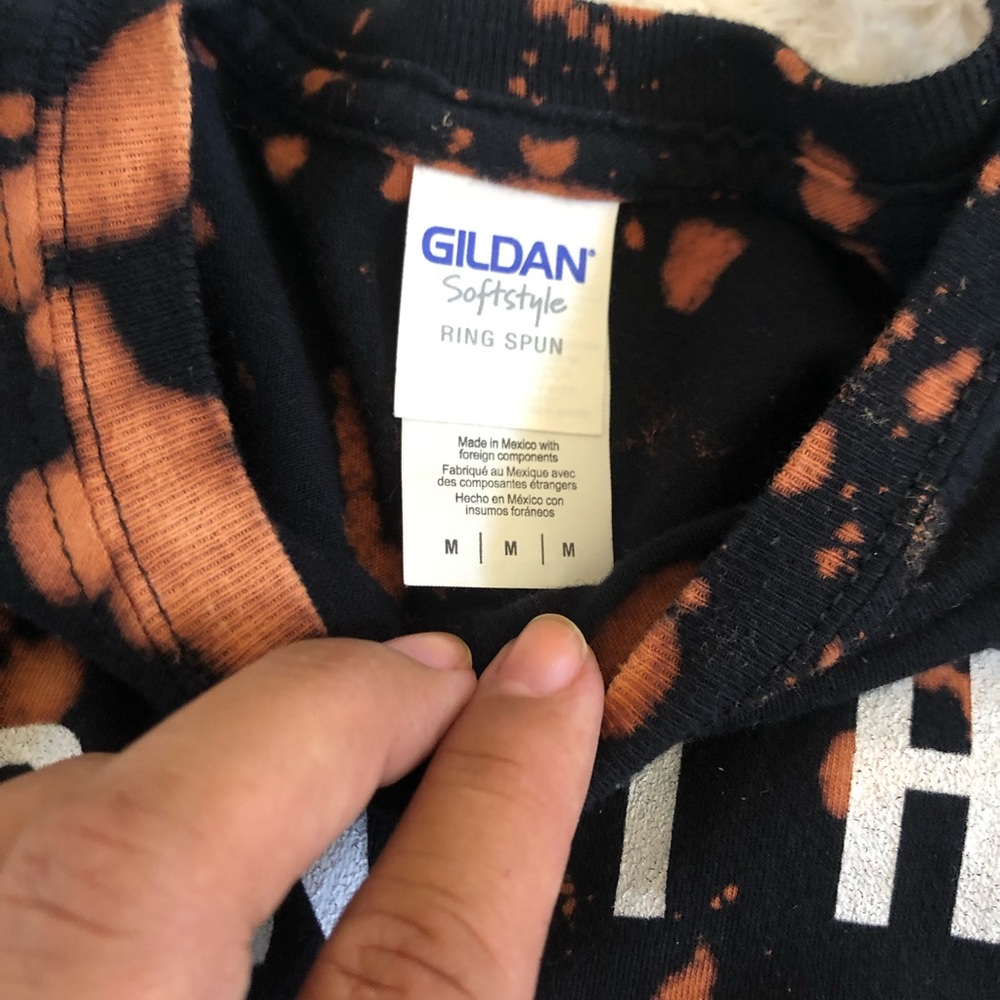 GILDAN®
Softstyle
RING SPUN
Made in Mexico with
foreign components
Fabriqué au Mexique avec
des composantes étrangers
Hecho en México con
insumos foráneos
M | M | M
H